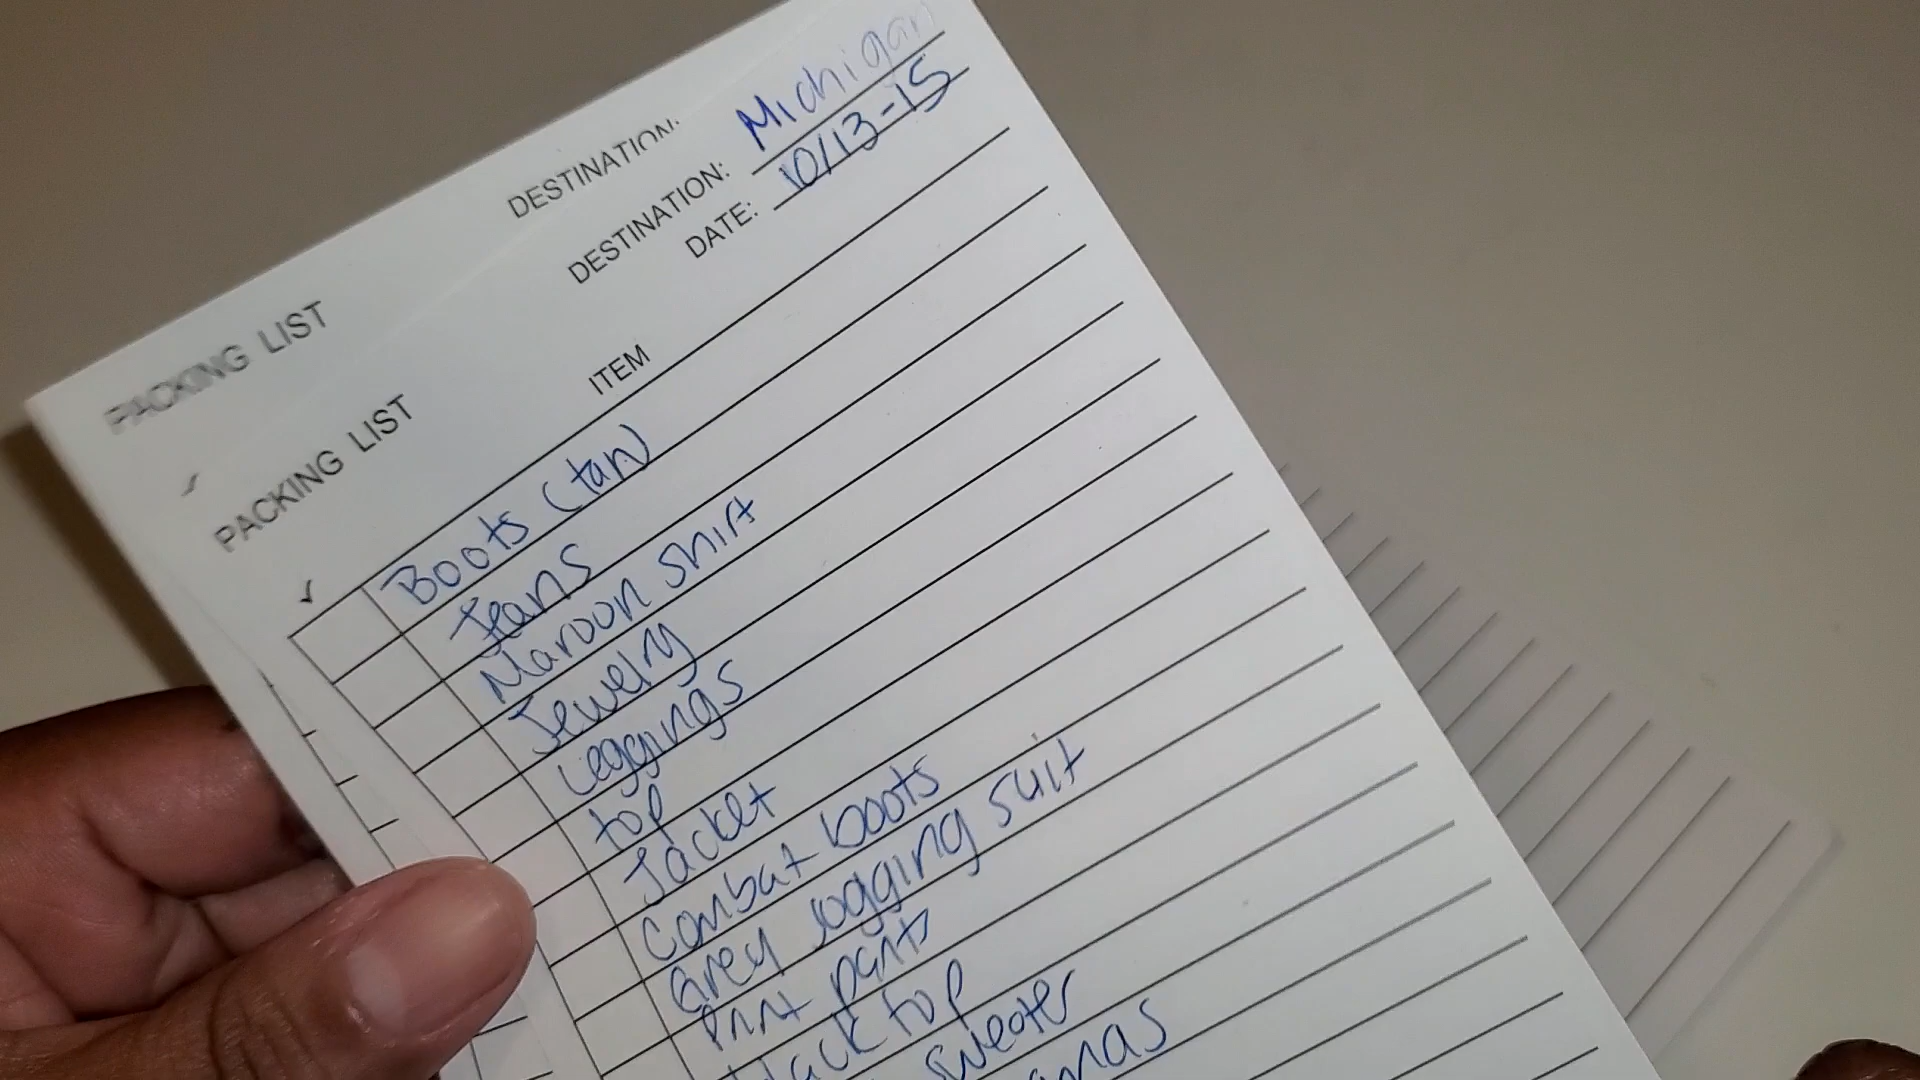 PACKING LIST
DESTINATION:
✓
PACKING LIST
DESTINATION: Michigan
DATE: 10/13-15
✓ ITEM
Boots (tan)
Jeans
Maroon shirt
Jewelry
Leggings
top
Jacket
Combat boots
Grey jogging suit
Print pants
top
sweater